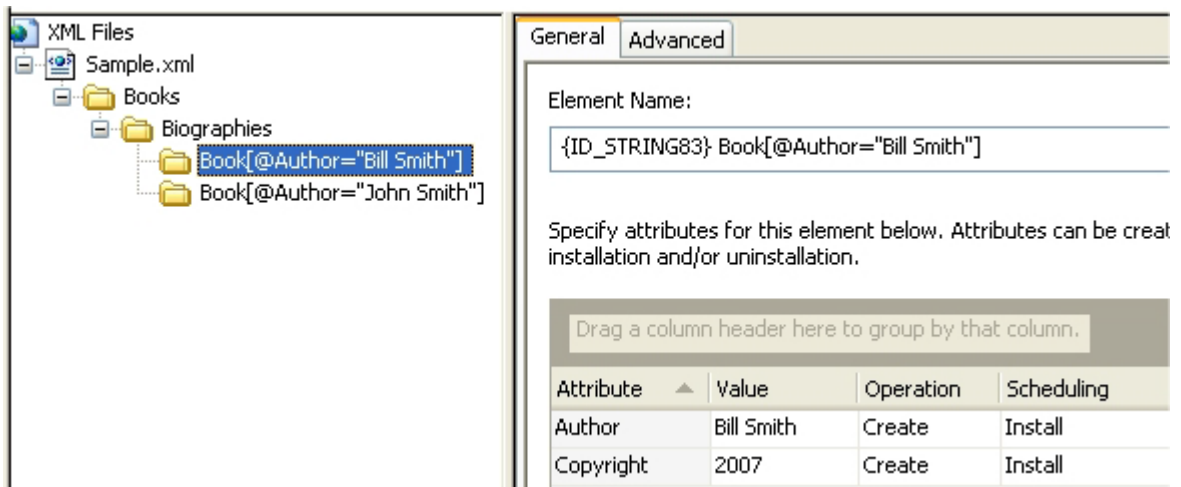 XML Files
Sample.xml
Books
Biographies
Book[@Author="Bill Smith"]
Book[@Author="John Smith"]
General Advanced
Element Name:
{ID_STRING83} Book[@Author="Bill Smith"]
Specify attributes for this element below. Attributes can be creat
installation and/or uninstallation.
Drag a column header here to group by that column.
Attribute Value Operation Scheduling
Author Bill Smith Create Install
Copyright 2007 Create Install